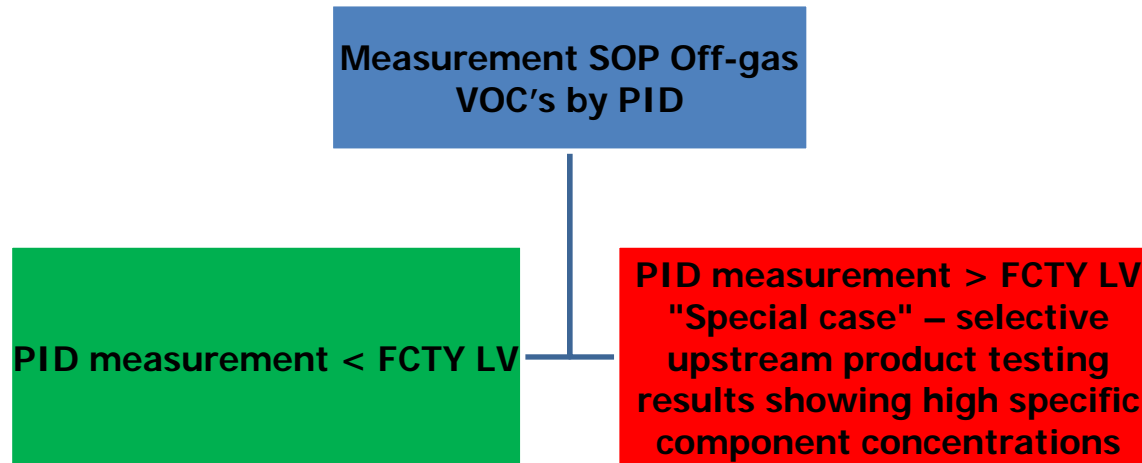 Measurement SOP Off-gas
VOC's by PID
PID measurement < FCTY LV
PID measurement > FCTY LV
"Special case" – selective
upstream product testing
results showing high specific
component concentrations